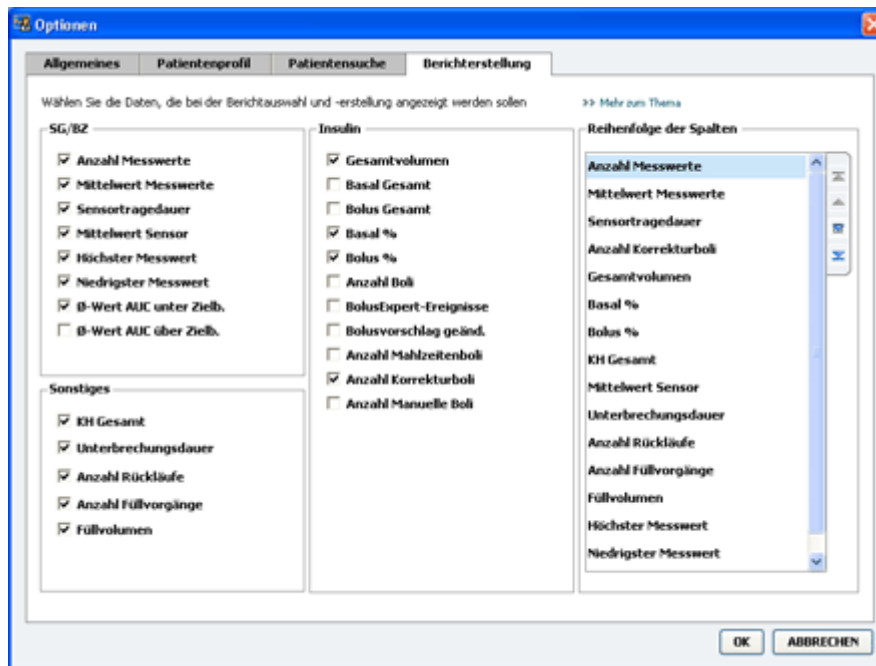 Optionen
Allgemeines
Patientenprofil
Patientensuche
Berichterstellung
Wählen Sie die Daten, die bei der Berichtauswahl und -erstellung angezeigt werden sollen
>> Mehr zum Thema
SG/BZ
Anzahl Messwerte
Mittelwert Messwerte
Sensortragedauer
Mittelwert Sensor
Höchster Messwert
Niedrigster Messwert
Ø-Wert AUC unter Zielb.
Ø-Wert AUC über Zielb.
Sonstiges
KH Gesamt
Unterbrechungsdauer
Anzahl Rückläufe
Anzahl Füllvorgänge
Füllvolumen
Insulin
Gesamtvolumen
Basal Gesamt
Bolus Gesamt
Basal %
Bolus %
Anzahl Boli
BolusExpert-Ereignisse
Bolusvorschlag geänd.
Anzahl Mahlzeitenboli
Anzahl Korrekturboli
Anzahl Manuelle Boli
Reihenfolge der Spalten
Anzahl Messwerte
Mittelwert Messwerte
Sensortragedauer
Anzahl Korrekturboli
Gesamtvolumen
Basal %
Bolus %
KH Gesamt
Mittelwert Sensor
Unterbrechungsdauer
Anzahl Rückläufe
Anzahl Füllvorgänge
Füllvolumen
Höchster Messwert
Niedrigster Messwert
OK
ABBRECHEN